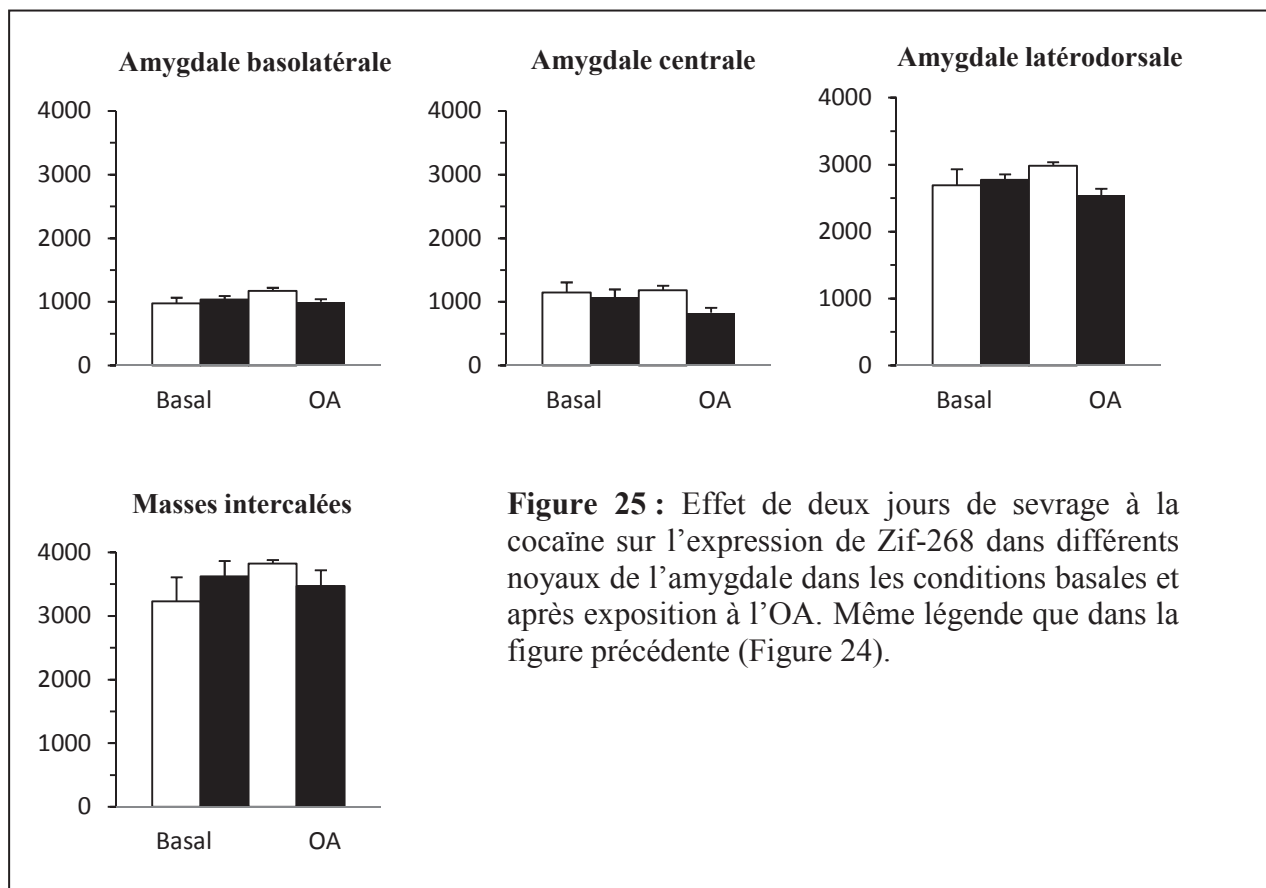 Amygdale basolatérale
4000
3000
2000
1000
0
Basal OA
Amygdale centrale
4000
3000
2000
1000
0
Basal OA
Amygdale latérodorsale
4000
3000
2000
1000
0
Basal OA
Masses intercalées
4000
3000
2000
1000
0
Basal OA
Figure 25 : Effet de deux jours de sevrage à la
cocaïne sur l’expression de Zif-268 dans différents
noyaux de l’amygdale dans les conditions basales et
après exposition à l’OA. Même légende que dans la
figure précédente (Figure 24).